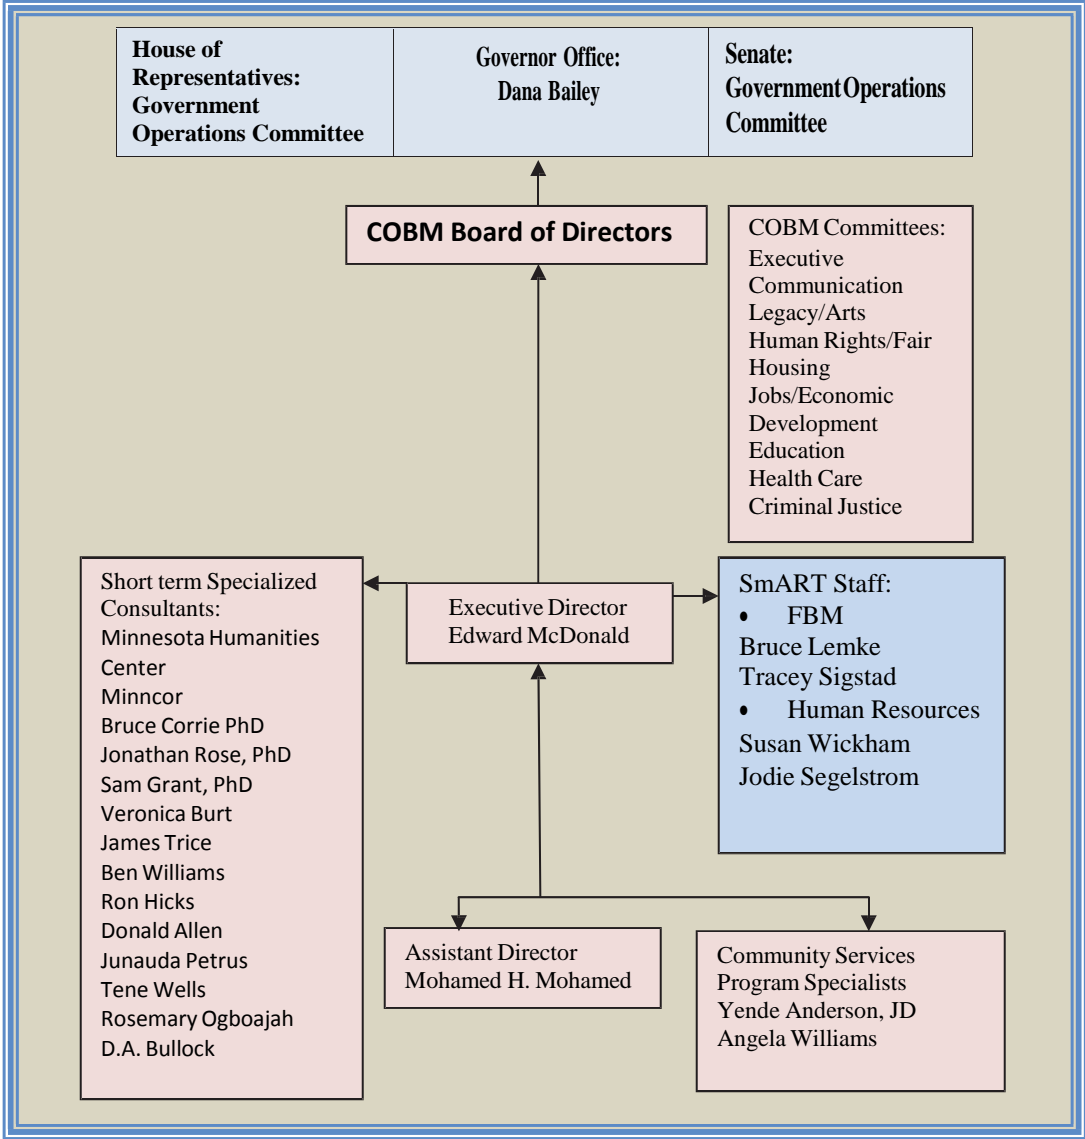 House of
Representatives:
Government
Operations Committee
Governor Office:
Dana Bailey
Senate:
Government Operations
Committee
COBM Board of Directors
COBM Committees:
Executive
Communication
Legacy/Arts
Human Rights/Fair
Housing
Jobs/Economic
Development
Education
Health Care
Criminal Justice
Short term Specialized
Consultants:
Minnesota Humanities
Center
Minncor
Bruce Corrie PhD
Jonathan Rose, PhD
Sam Grant, PhD
Veronica Burt
James Trice
Ben Williams
Ron Hicks
Donald Allen
Junauda Petrus
Tene Wells
Rosemary Ogboajah
D.A. Bullock
Executive Director
Edward McDonald
SmART Staff:
• FBM
Bruce Lemke
Tracey Sigstad
• Human Resources
Susan Wickham
Jodie Segelstrom
Assistant Director
Mohamed H. Mohamed
Community Services
Program Specialists
Yende Anderson, JD
Angela Williams